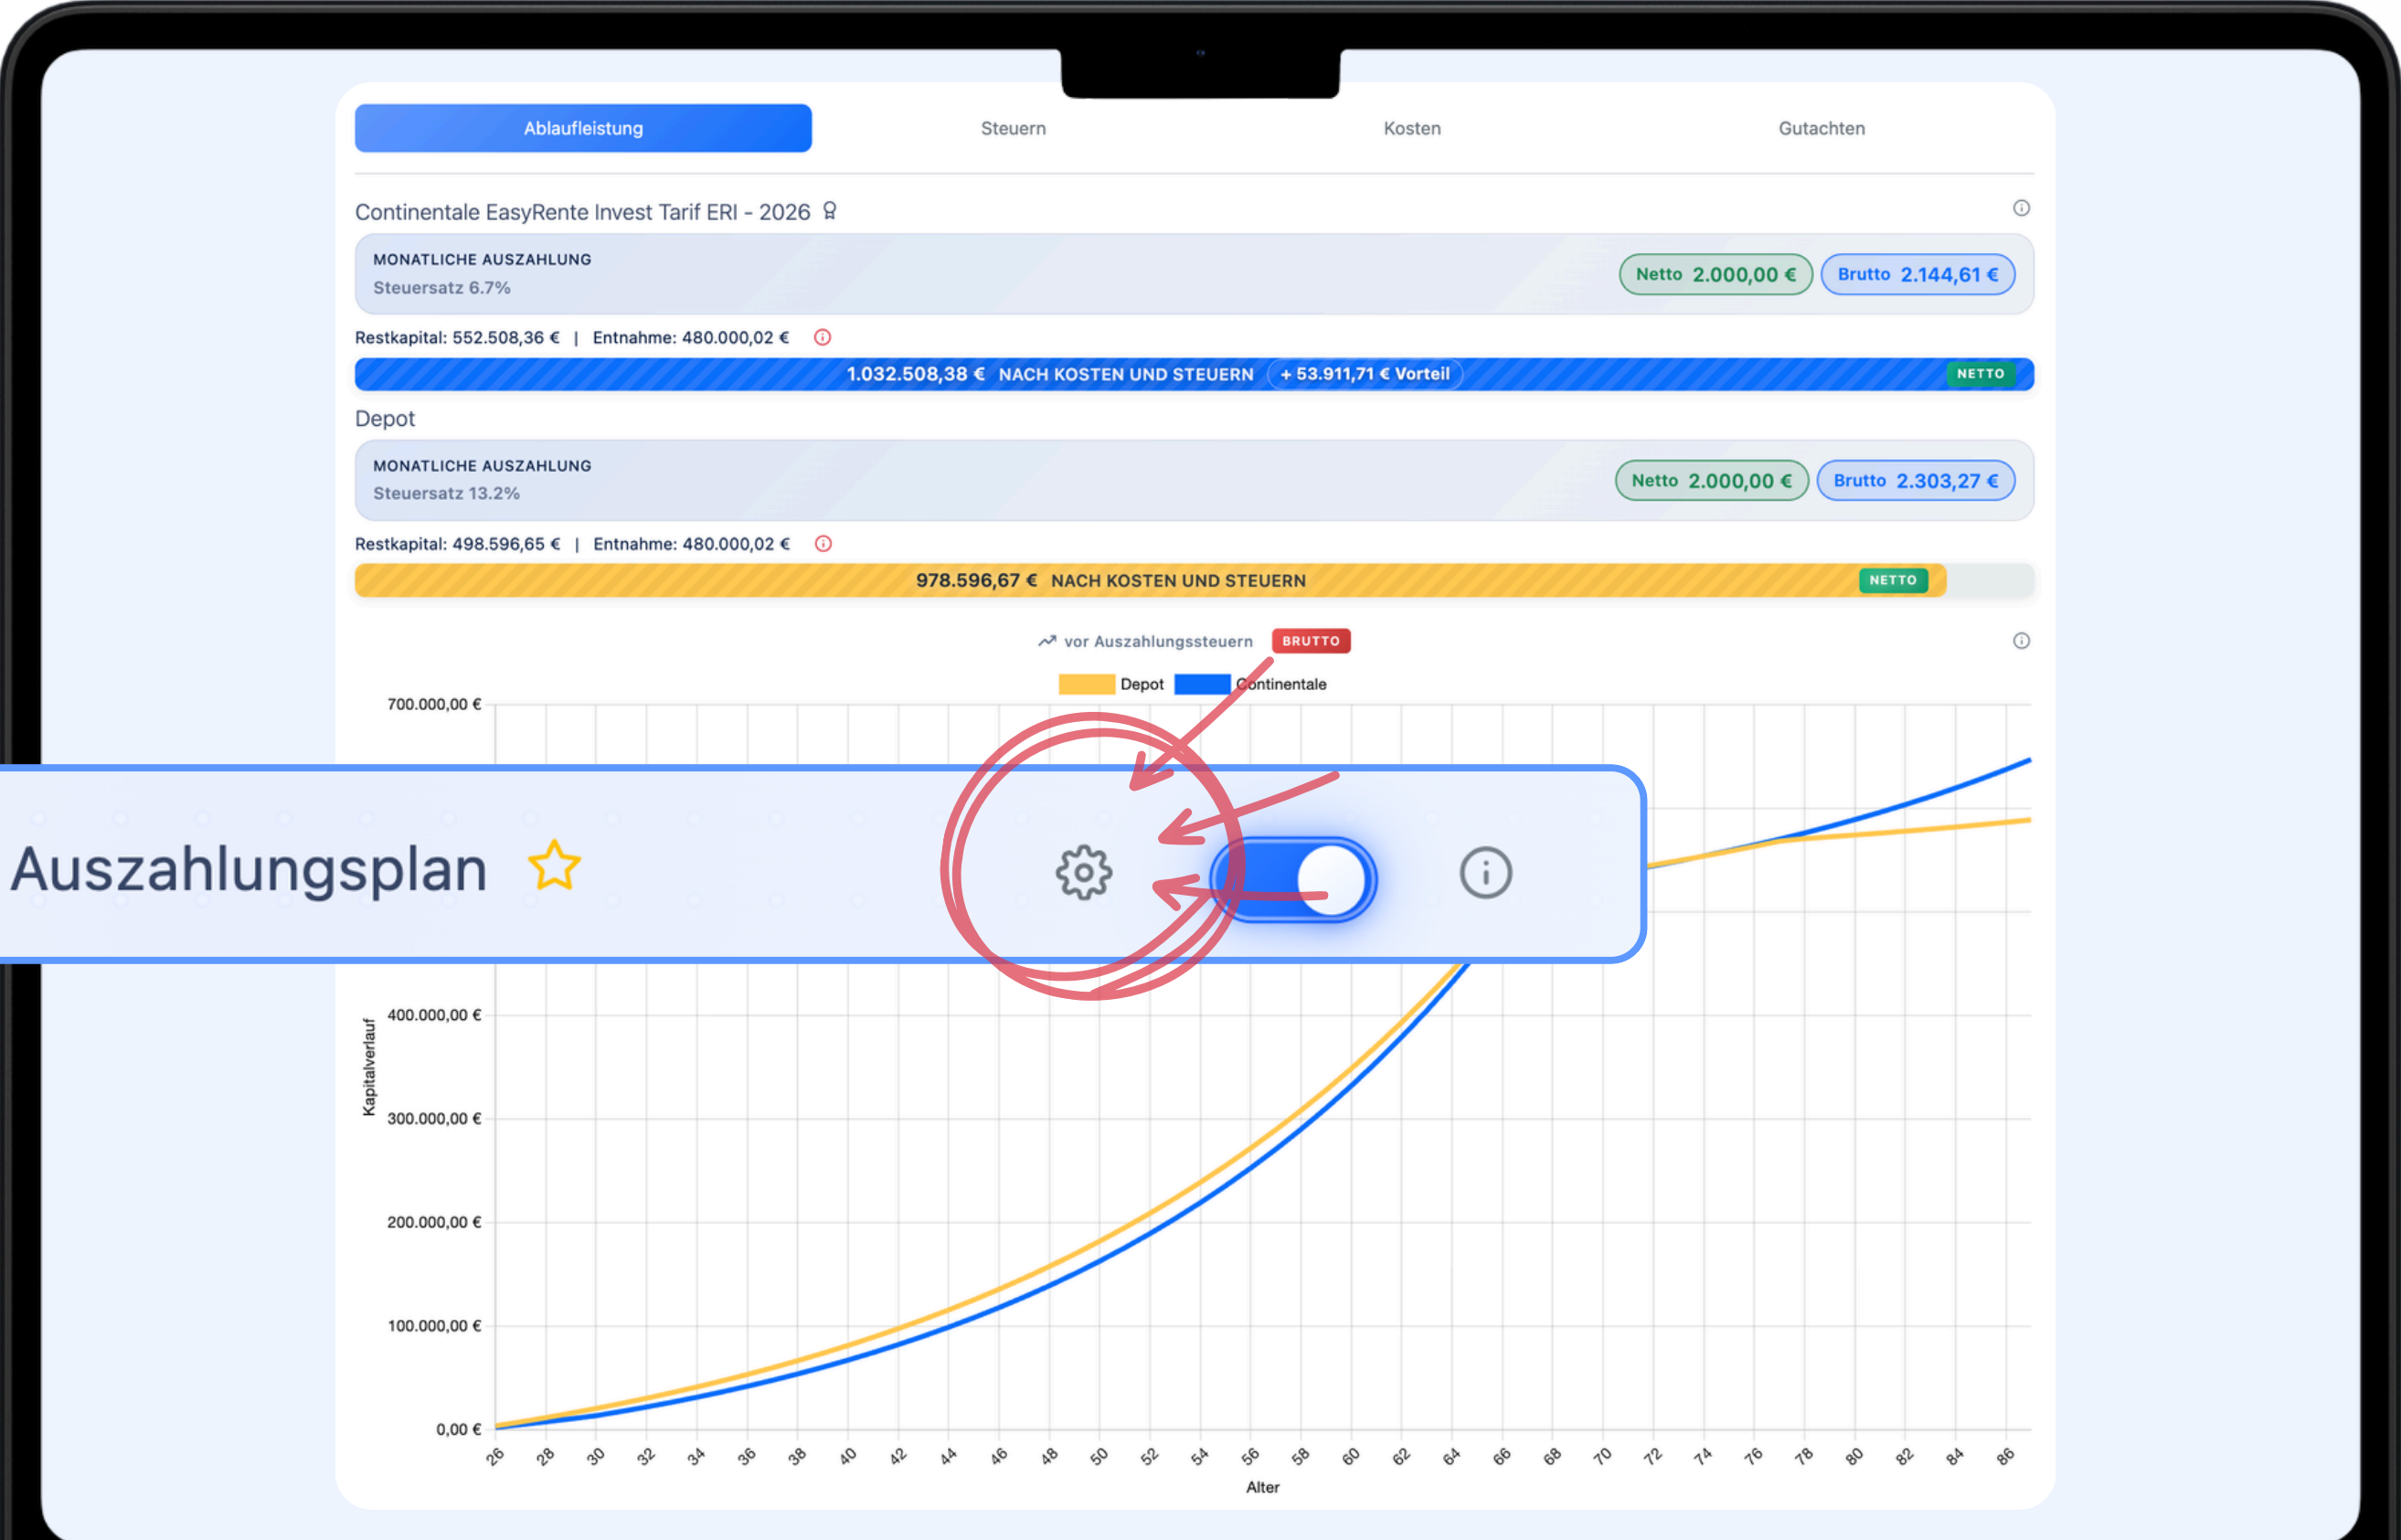 Ablaufleistung Steuern Kosten Gutachten
Continentale EasyRente Invest Tarif ERI - 2026
MONATLICHE AUSZAHLUNG
Steuersatz 6.7%
Netto 2.000,00 € Brutto 2.144,61 €
Restkapital: 552.508,36 € | Entnahme: 480.000,02 €
1.032.508,38 € NACH KOSTEN UND STEUERN + 53.911,71 € Vorteil NETTO
Depot
MONATLICHE AUSZAHLUNG
Steuersatz 13.2%
Netto 2.000,00 € Brutto 2.303,27 €
Restkapital: 498.596,65 € | Entnahme: 480.000,02 €
978.596,67 € NACH KOSTEN UND STEUERN NETTO
vor Auszahlungssteuern BRUTTO
Depot Continentale
700.000,00 €
Auszahlungsplan
400.000,00 €
300.000,00 €
200.000,00 €
100.000,00 €
0,00 €
Kapitalverlauf
26 28 30 32 34 36 38 40 42 44 46 48 50 52 54 56 58 60 62 64 66 68 70 72 74 76 78 80 82 84 86
Alter